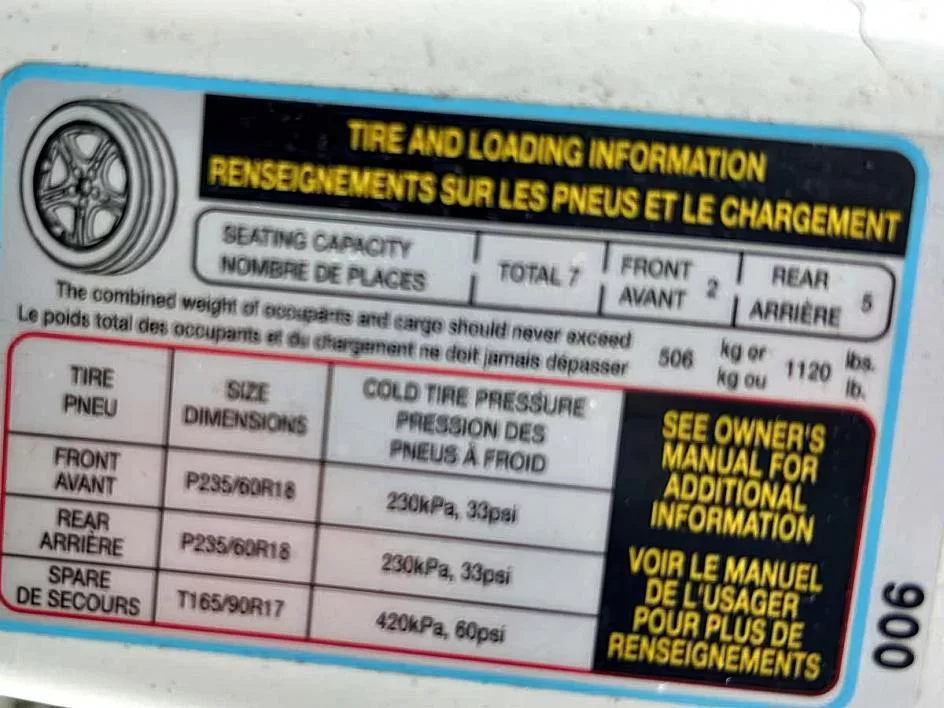 TIRE AND LOADING INFORMATION
RENSEIGNEMENTS SUR LES PNEUS ET LE CHARGEMENT
SEATING CAPACITY
NOMBRE DE PLACES
TOTAL 7
FRONT
AVANT
2
REAR
ARRIÈRE
5
The combined weight of occupants and cargo should never exceed
Le poids total des occupants et du chargement ne doit jamais dépasser
506
kg or
kg ou
1120
lbs.
lb.
TIRE
PNEU
SIZE
DIMENSIONS
COLD TIRE PRESSURE
PRESSION DES
PNEUS À FROID
FRONT
AVANT
P235/60R18
230kPa, 33psi
REAR
ARRIÈRE
P235/60R18
230kPa, 33psi
SPARE
DE SECOURS
T165/90R17
420kPa, 60psi
SEE OWNER'S
MANUAL FOR
ADDITIONAL
INFORMATION
VOIR LE MANUEL
DE L'USAGER
POUR PLUS DE
RENSEIGNEMENTS
006